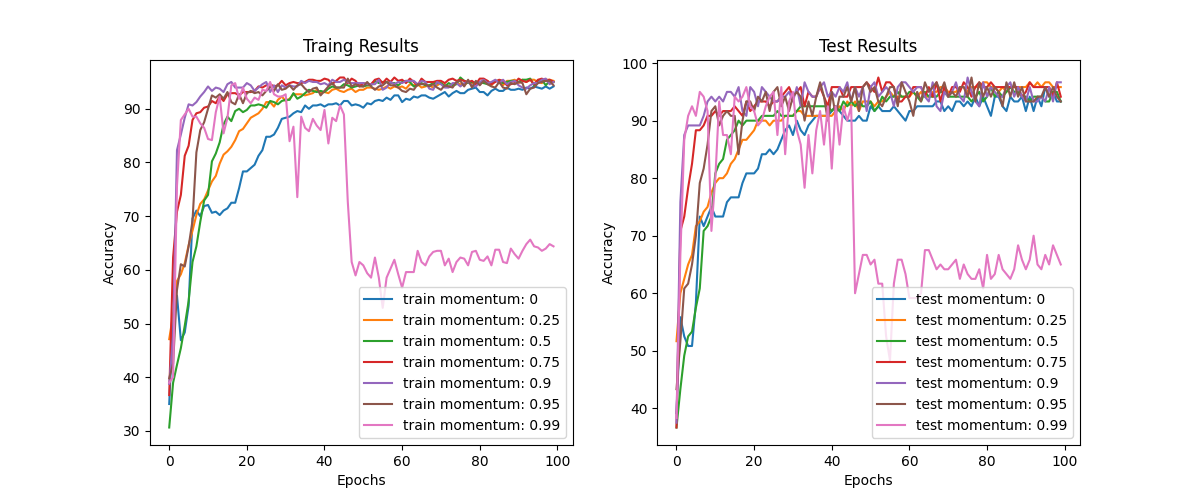 Traing Results
Accuracy
90
80
70
60
50
40
30
0 20 40 60 80 100
Epochs
train momentum: 0
train momentum: 0.25
train momentum: 0.5
train momentum: 0.75
train momentum: 0.9
train momentum: 0.95
train momentum: 0.99
Test Results
Accuracy
100
90
80
70
60
50
40
0 20 40 60 80 100
Epochs
test momentum: 0
test momentum: 0.25
test momentum: 0.5
test momentum: 0.75
test momentum: 0.9
test momentum: 0.95
test momentum: 0.99